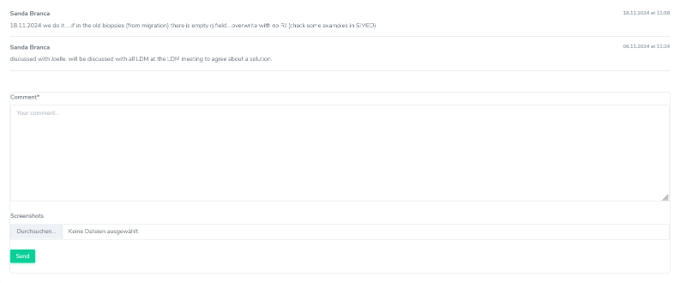 Sanda Branca
18.11.2024 at 11:08
18.11.2024 we do it....if in the old biopsies (from migration) there is empty rj field...overwrite with no RJ (check some examples in SIMED)
Sanda Branca
06.11.2024 at 11:24
discussed with Joelle. will be discussed with all LDM at the LDM meeting to agree about a solution.
Comment*
Your comment...
Screenshots
Durchsuchen... Keine Dateien ausgewählt.
Send